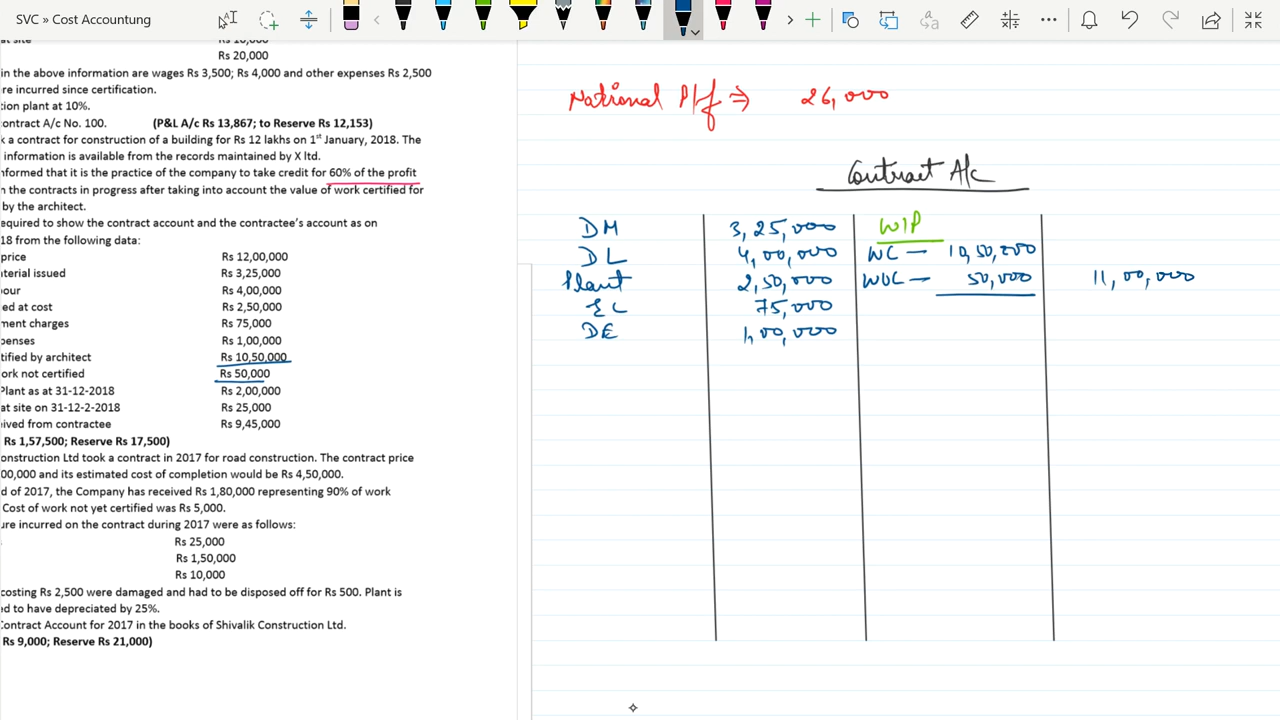 SVC » Cost Accountung
at site Rs 10,000
Rs 20,000
in the above information are wages Rs 3,500; Rs 4,000 and other expenses Rs 2,500
re incurred since certification.
tion plant at 10%.
ontract A/c No. 100. (P&L A/c Rs 13,867; to Reserve Rs 12,153)
k a contract for construction of a building for Rs 12 lakhs on 1st January, 2018. The
information is available from the records maintained by X ltd.
nformed that it is the practice of the company to take credit for 60% of the profit
n the contracts in progress after taking into account the value of work certified for
by the architect.
equired to show the contract account and the contractee's account as on
18 from the following data:
price Rs 12,00,000
terial issued Rs 3,25,000
our Rs 4,00,000
ed at cost Rs 2,50,000
ment charges Rs 75,000
penses Rs 1,00,000
tified by architect Rs 10,50,000
ork not certified Rs 50,000
Plant as at 31-12-2018 Rs 2,00,000
at site on 31-12-2-2018 Rs 25,000
ived from contractee Rs 9,45,000
Rs 1,57,500; Reserve Rs 17,500)
onstruction Ltd took a contract in 2017 for road construction. The contract price
00,000 and its estimated cost of completion would be Rs 4,50,000.
d of 2017, the Company has received Rs 1,80,000 representing 90% of work
Cost of work not yet certified was Rs 5,000.
ure incurred on the contract during 2017 were as follows:
Rs 25,000
Rs 1,50,000
Rs 10,000
costing Rs 2,500 were damaged and had to be disposed off for Rs 500. Plant is
ed to have depreciated by 25%.
Contract Account for 2017 in the books of Shivalik Construction Ltd.
Rs 9,000; Reserve Rs 21,000)
National P/f ⇒ 26,000
Contract A/c
DM 3,25,000 WIP
DL 4,00,000 WC — 10,50,000
Plant 2,50,000 WUC — 50,000 11,00,000
EC 75,000
DE 1,00,000